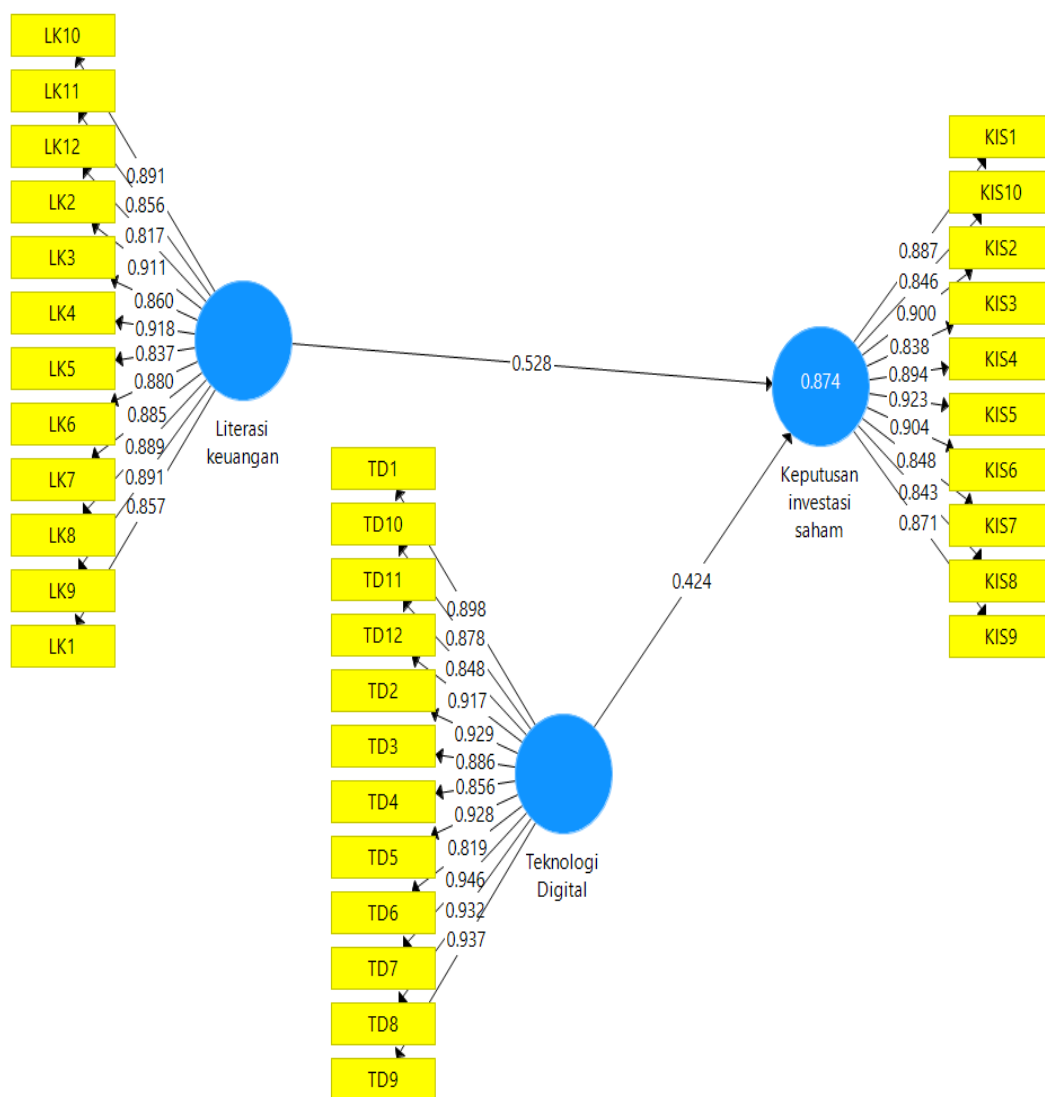 LK10
LK11
LK12
LK2
LK3
LK4
LK5
LK6
LK7
LK8
LK9
LK1
0.891
0.856
0.817
0.911
0.860
0.918
0.837
0.880
0.885
0.889
0.891
0.857
Literasi
keuangan
0.528
TD1
TD10
TD11
TD12
TD2
TD3
TD4
TD5
TD6
TD7
TD8
TD9
0.898
0.878
0.848
0.917
0.929
0.886
0.856
0.928
0.819
0.946
0.932
0.937
Teknologi
Digital
0.424
0.874
Keputusan
investasi
saham
0.887
0.846
0.900
0.838
0.894
0.923
0.904
0.848
0.843
0.871
KIS1
KIS10
KIS2
KIS3
KIS4
KIS5
KIS6
KIS7
KIS8
KIS9